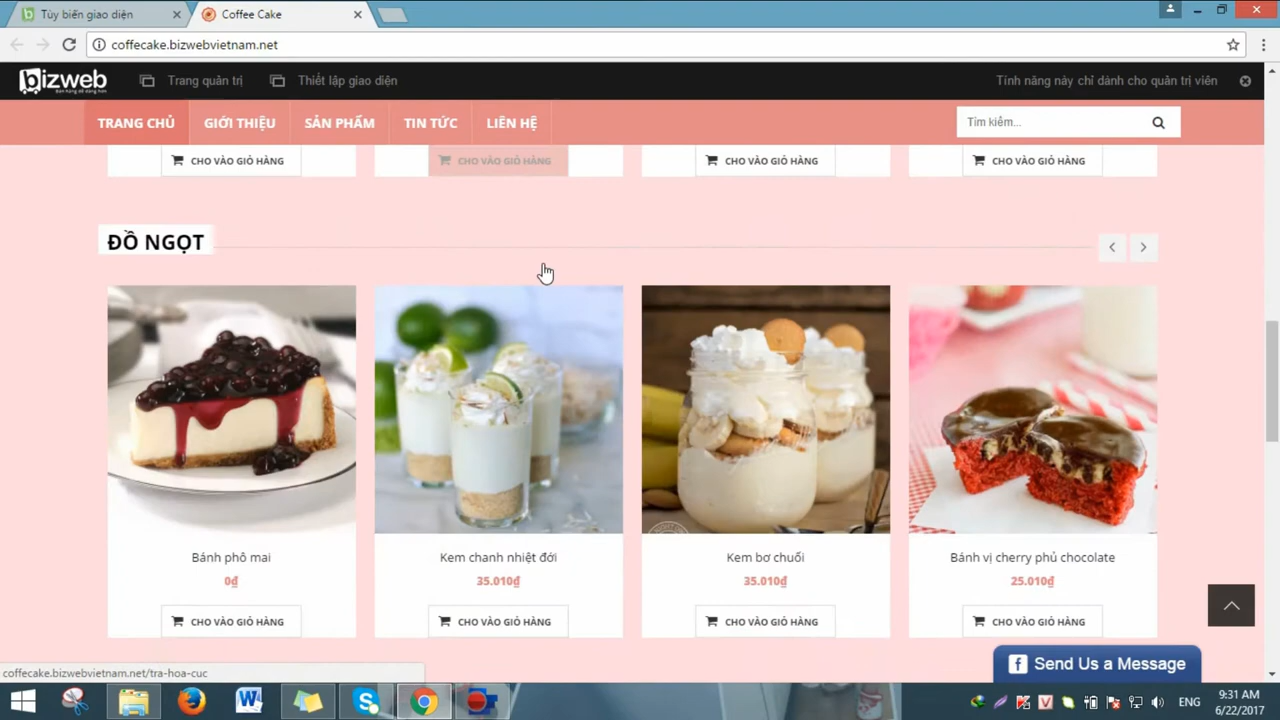 Tùy biến giao diện
Coffee Cake
coffecake.bizwebvietnam.net
bizweb
Trang quản trị
Thiết lập giao diện
Tính năng này chỉ dành cho quản trị viên
TRANG CHỦ
GIỚI THIỆU
SẢN PHẨM
TIN TỨC
LIÊN HỆ
Tìm kiếm...
CHO VÀO GIỎ HÀNG
CHO VÀO GIỎ HÀNG
CHO VÀO GIỎ HÀNG
CHO VÀO GIỎ HÀNG
ĐỒ NGỌT
Bánh phô mai
Kem chanh nhiệt đới
Kem bơ chuối
Bánh vị cherry phủ chocolate
0₫
35.010₫
35.010₫
25.010₫
CHO VÀO GIỎ HÀNG
CHO VÀO GIỎ HÀNG
CHO VÀO GIỎ HÀNG
CHO VÀO GIỎ HÀNG
Send Us a Message
coffecake.bizwebvietnam.net/tra-hoa-cuc
ENG
9:31 AM
6/22/2017